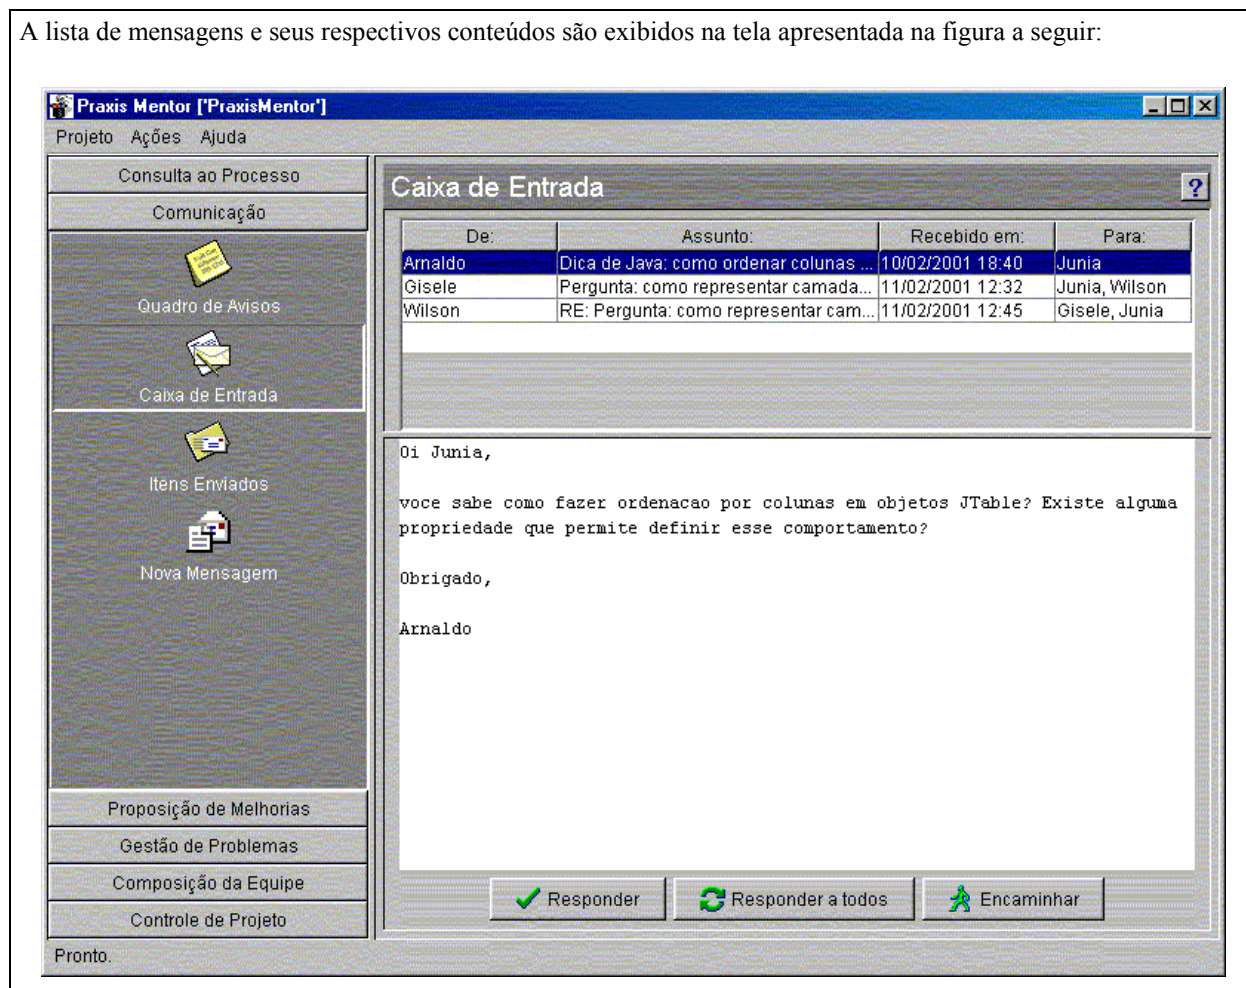 A lista de mensagens e seus respectivos conteúdos são exibidos na tela apresentada na figura a seguir:
Praxis Mentor ['PraxisMentor']
Projeto Ações Ajuda
Consulta ao Processo
Comunicação
Quadro de Avisos
Caixa de Entrada
Itens Enviados
Nova Mensagem
Proposição de Melhorias
Gestão de Problemas
Composição da Equipe
Controle de Projeto
Caixa de Entrada ?
De: Assunto: Recebido em: Para:
Arnaldo Dica de Java: como ordenar colunas ... 10/02/2001 18:40 Junia
Gisele Pergunta: como representar camada... 11/02/2001 12:32 Junia, Wilson
Wilson RE: Pergunta: como representar cam... 11/02/2001 12:45 Gisele, Junia
Oi Junia,
voce sabe como fazer ordenacao por colunas em objetos JTable? Existe alguma
propriedade que permite definir esse comportamento?
Obrigado,
Arnaldo
Responder Responder a todos Encaminhar
Pronto.